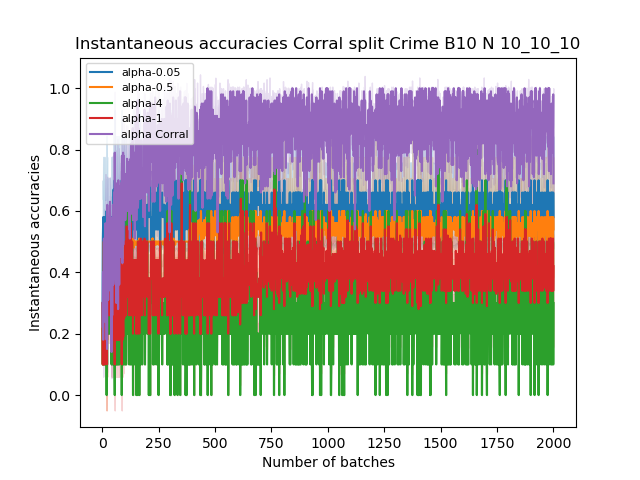 Instantaneous accuracies Corral split Crime B10 N 10_10_10
alpha-0.05
alpha-0.5
alpha-4
alpha-1
alpha Corral
1.0
0.8
0.6
0.4
0.2
0.0
Instantaneous accuracies
0 250 500 750 1000 1250 1500 1750 2000
Number of batches